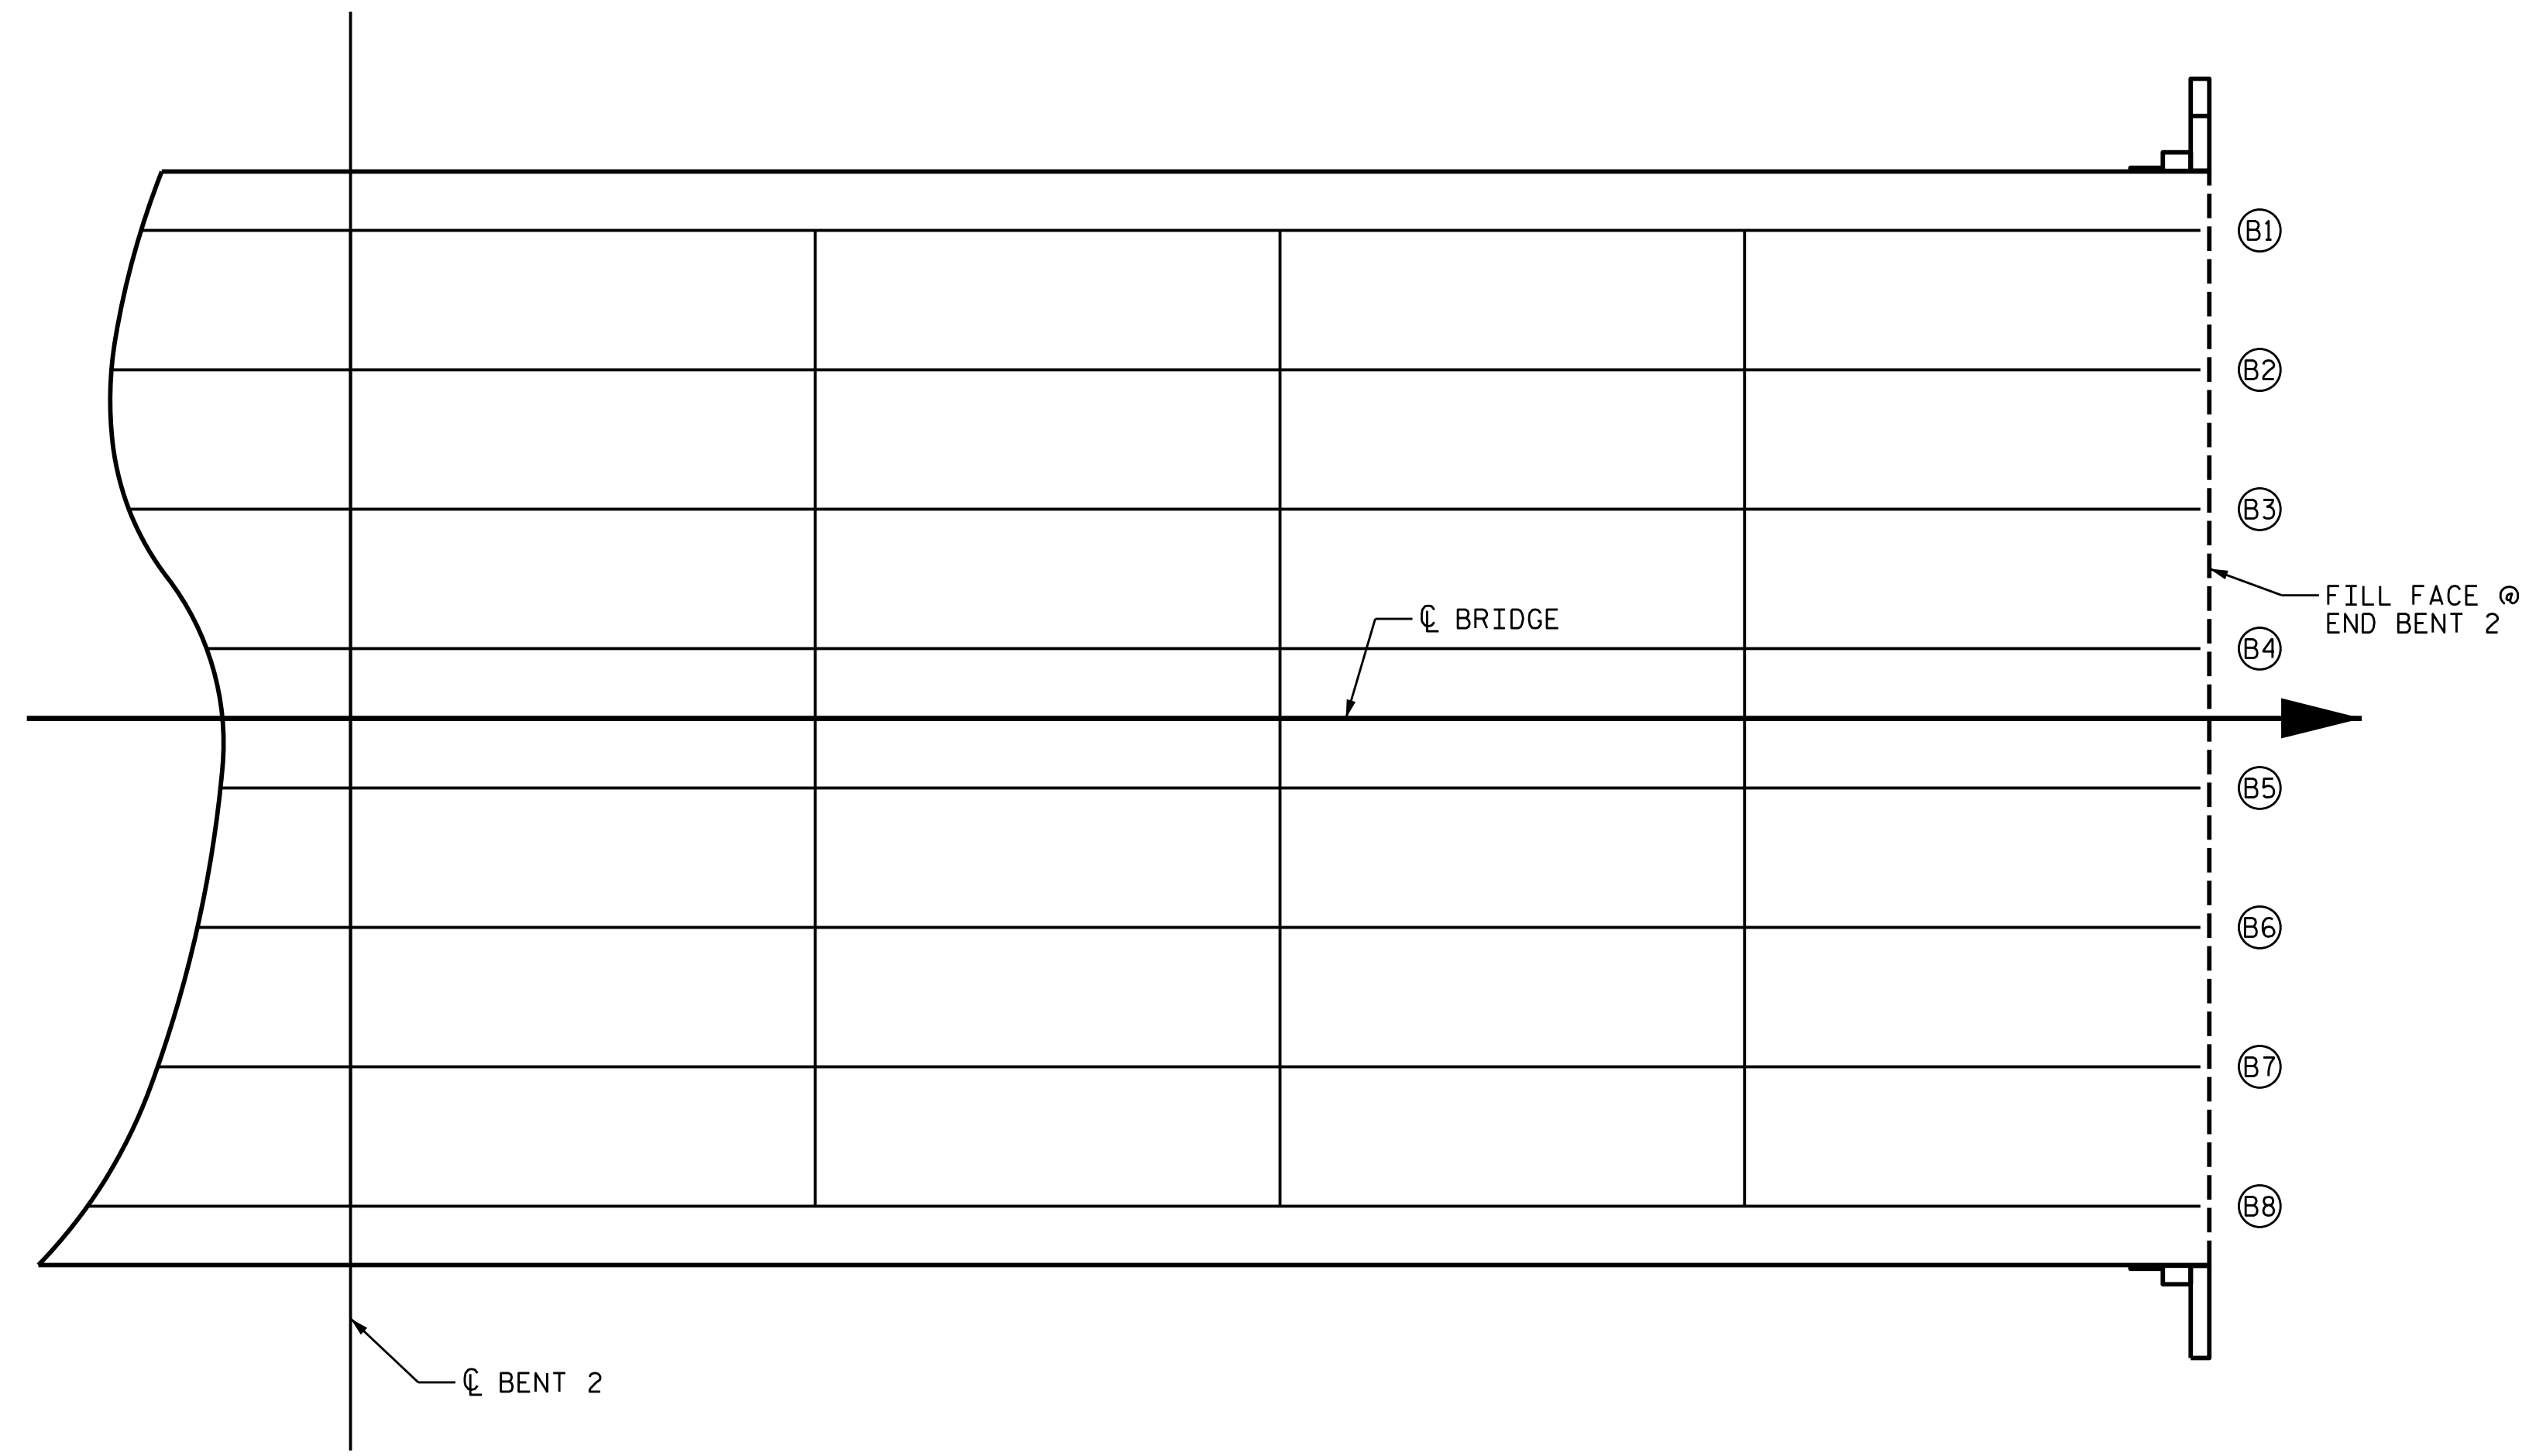 B1
B2
B3
FILL FACE @
END BENT 2
℄ BRIDGE
B4
B5
B6
B7
B8
℄ BENT 2